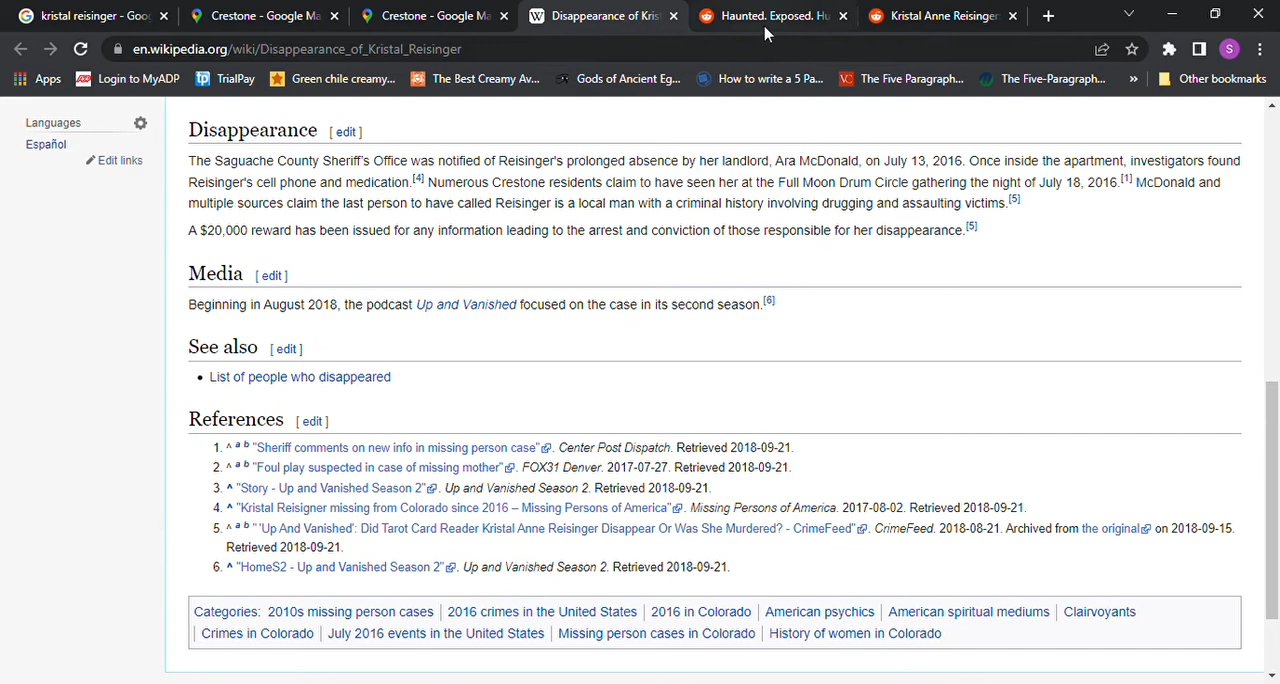 kristal reisinger - Goo
Crestone - Google Ma
Crestone - Google Ma
Disappearance of Kris
Haunted. Exposed. Hu
Kristal Anne Reisinger
en.wikipedia.org/wiki/Disappearance_of_Kristal_Reisinger
S
Apps
Login to MyADP
TrialPay
Green chile creamy...
The Best Creamy Av...
Gods of Ancient Eg...
How to write a 5 Pa...
The Five Paragraph...
The Five-Paragraph...
»
Other bookmarks
Languages
Español
Edit links
Disappearance [ edit ]
The Saguache County Sheriff's Office was notified of Reisinger's prolonged absence by her landlord, Ara McDonald, on July 13, 2016. Once inside the apartment, investigators found
Reisinger's cell phone and medication.[4] Numerous Crestone residents claim to have seen her at the Full Moon Drum Circle gathering the night of July 18, 2016.[1] McDonald and
multiple sources claim the last person to have called Reisinger is a local man with a criminal history involving drugging and assaulting victims.[5]
A $20,000 reward has been issued for any information leading to the arrest and conviction of those responsible for her disappearance.[5]
Media [ edit ]
Beginning in August 2018, the podcast Up and Vanished focused on the case in its second season.[6]
See also [ edit ]
• List of people who disappeared
References [ edit ]
1. ^ a b "Sheriff comments on new info in missing person case". Center Post Dispatch. Retrieved 2018-09-21.
2. ^ a b "Foul play suspected in case of missing mother". FOX31 Denver. 2017-07-27. Retrieved 2018-09-21.
3. ^ "Story - Up and Vanished Season 2". Up and Vanished Season 2. Retrieved 2018-09-21.
4. ^ "Kristal Reisigner missing from Colorado since 2016 – Missing Persons of America". Missing Persons of America. 2017-08-02. Retrieved 2018-09-21.
5. ^ a b "'Up And Vanished': Did Tarot Card Reader Kristal Anne Reisinger Disappear Or Was She Murdered? - CrimeFeed". CrimeFeed. 2018-08-21. Archived from the original on 2018-09-15.
Retrieved 2018-09-21.
6. ^ "HomeS2 - Up and Vanished Season 2". Up and Vanished Season 2. Retrieved 2018-09-21.
Categories: 2010s missing person cases | 2016 crimes in the United States | 2016 in Colorado | American psychics | American spiritual mediums | Clairvoyants
| Crimes in Colorado | July 2016 events in the United States | Missing person cases in Colorado | History of women in Colorado